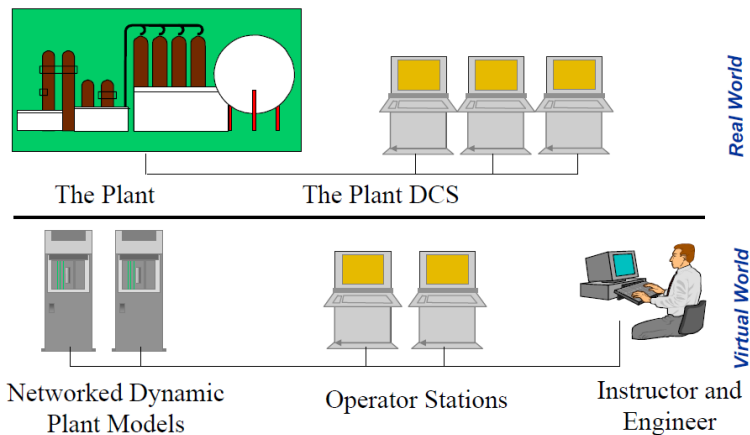 Real World
The Plant
The Plant DCS
Virtual World
Networked Dynamic
Plant Models
Operator Stations
Instructor and
Engineer